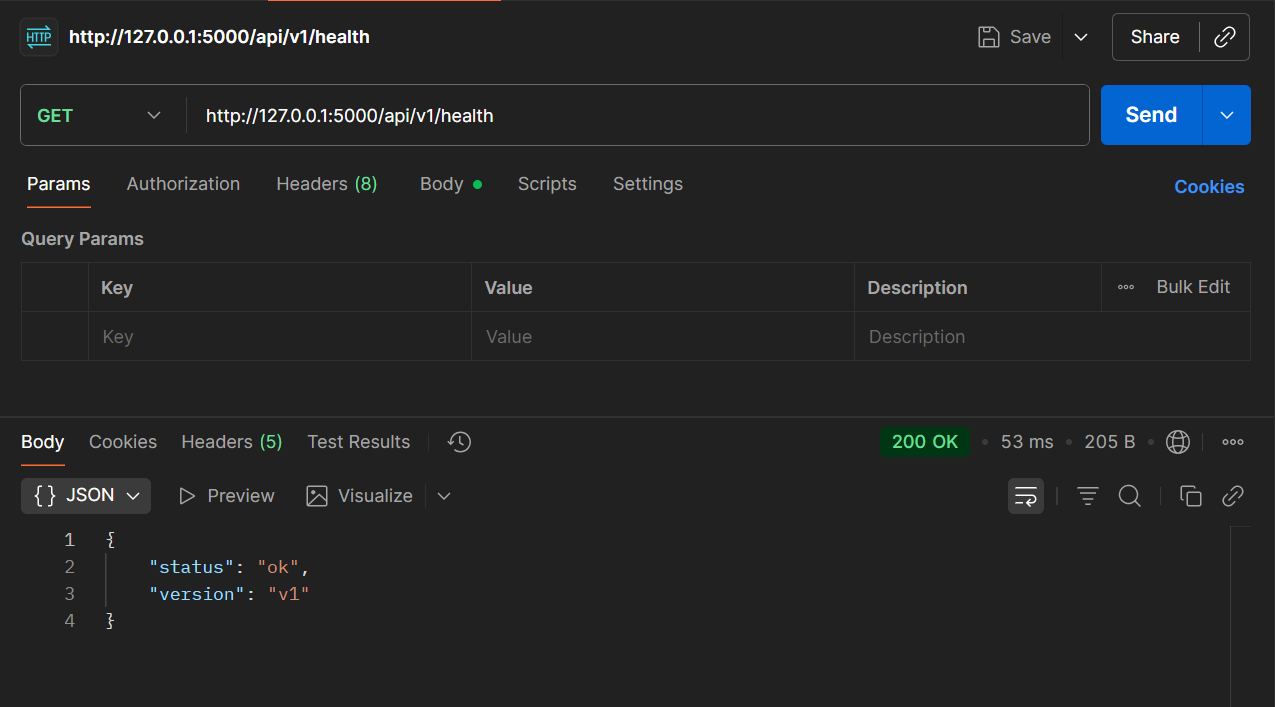 HTTP http://127.0.0.1:5000/api/v1/health Save Share
GET http://127.0.0.1:5000/api/v1/health Send
Params Authorization Headers (8) Body Scripts Settings Cookies
Query Params
Key Value Description Bulk Edit
Key Value Description
Body Cookies Headers (5) Test Results 200 OK • 53 ms • 205 B •
{ } JSON Preview Visualize
1 {
2 "status": "ok",
3 "version": "v1"
4 }